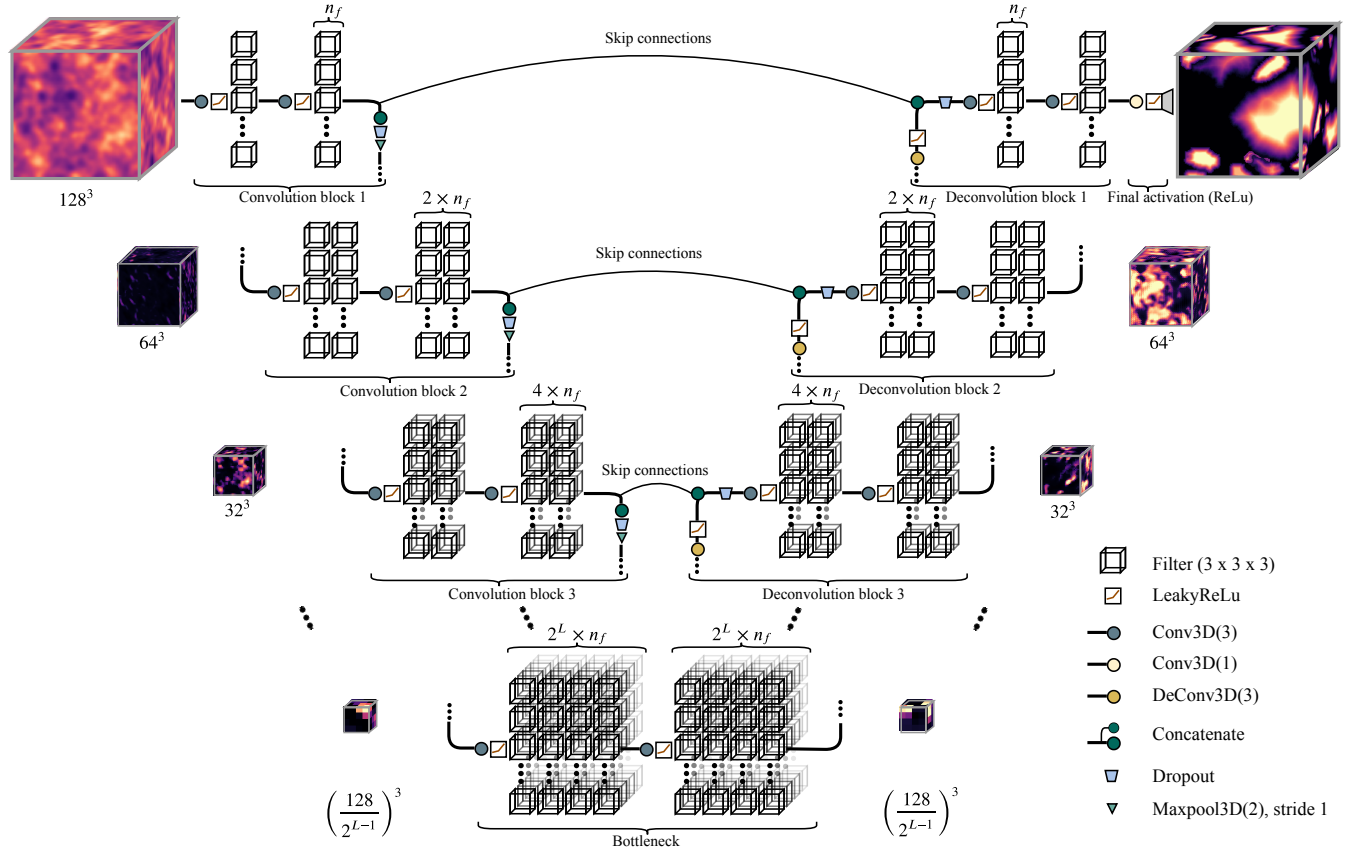 n_f
n_f
Skip connections
128³
Convolution block 1
Deconvolution block 1
Final activation (ReLu)
2 × n_f
2 × n_f
Skip connections
64³
64³
Convolution block 2
Deconvolution block 2
4 × n_f
4 × n_f
Skip connections
32³
32³
Convolution block 3
Deconvolution block 3
2^L × n_f
2^L × n_f
(128 / 2^{L−1})³
(128 / 2^{L−1})³
Bottleneck
Filter (3 x 3 x 3)
LeakyReLu
Conv3D(3)
Conv3D(1)
DeConv3D(3)
Concatenate
Dropout
Maxpool3D(2), stride 1